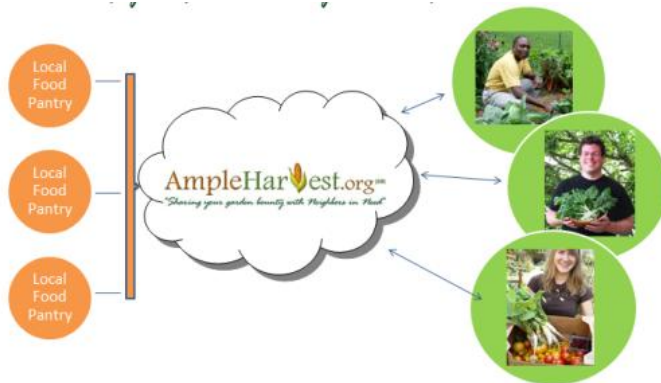 Local
Food
Pantry
Local
Food
Pantry
Local
Food
Pantry
AmpleHarvest.org
"Sharing your garden bounty with Neighbors in Need"